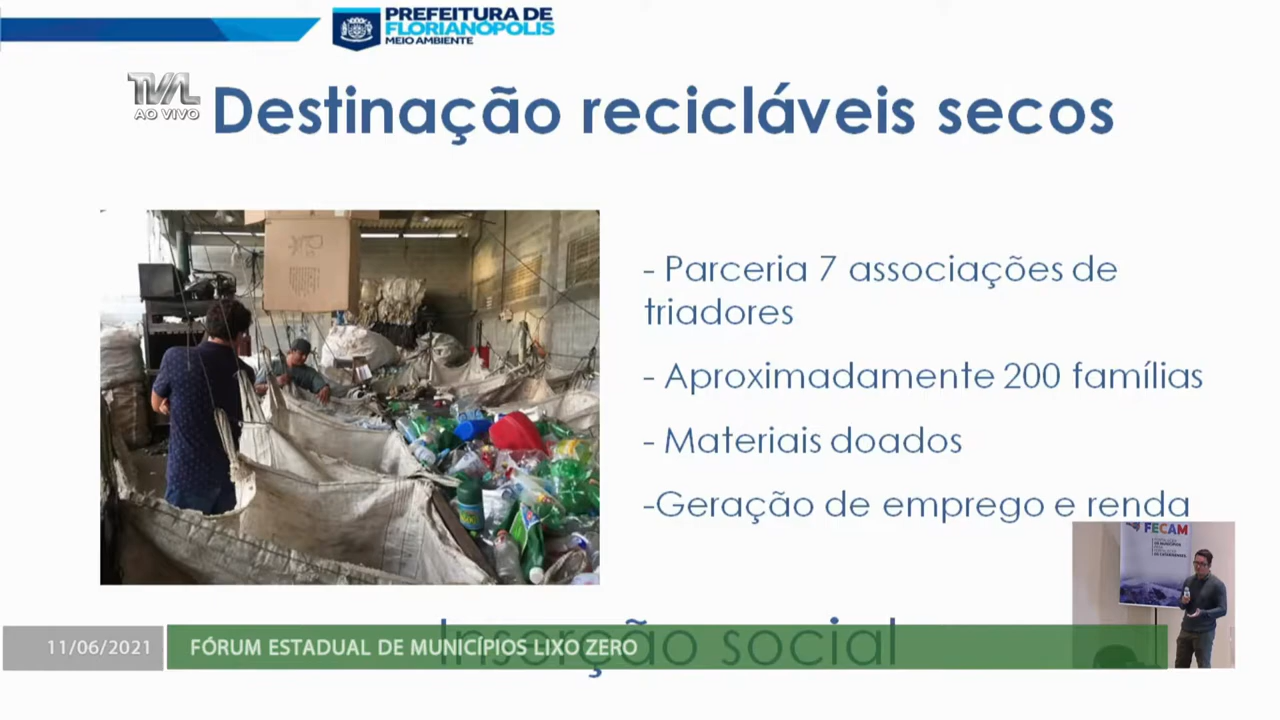 PREFEITURA DE
FLORIANÓPOLIS
MEIO AMBIENTE
TVAL
AO VIVO
Destinação recicláveis secos
- Parceria 7 associações de
triadores
- Aproximadamente 200 famílias
- Materiais doados
-Geração de emprego e renda
FECAM
Inserção social
11/06/2021
FÓRUM ESTADUAL DE MUNICÍPIOS LIXO ZERO